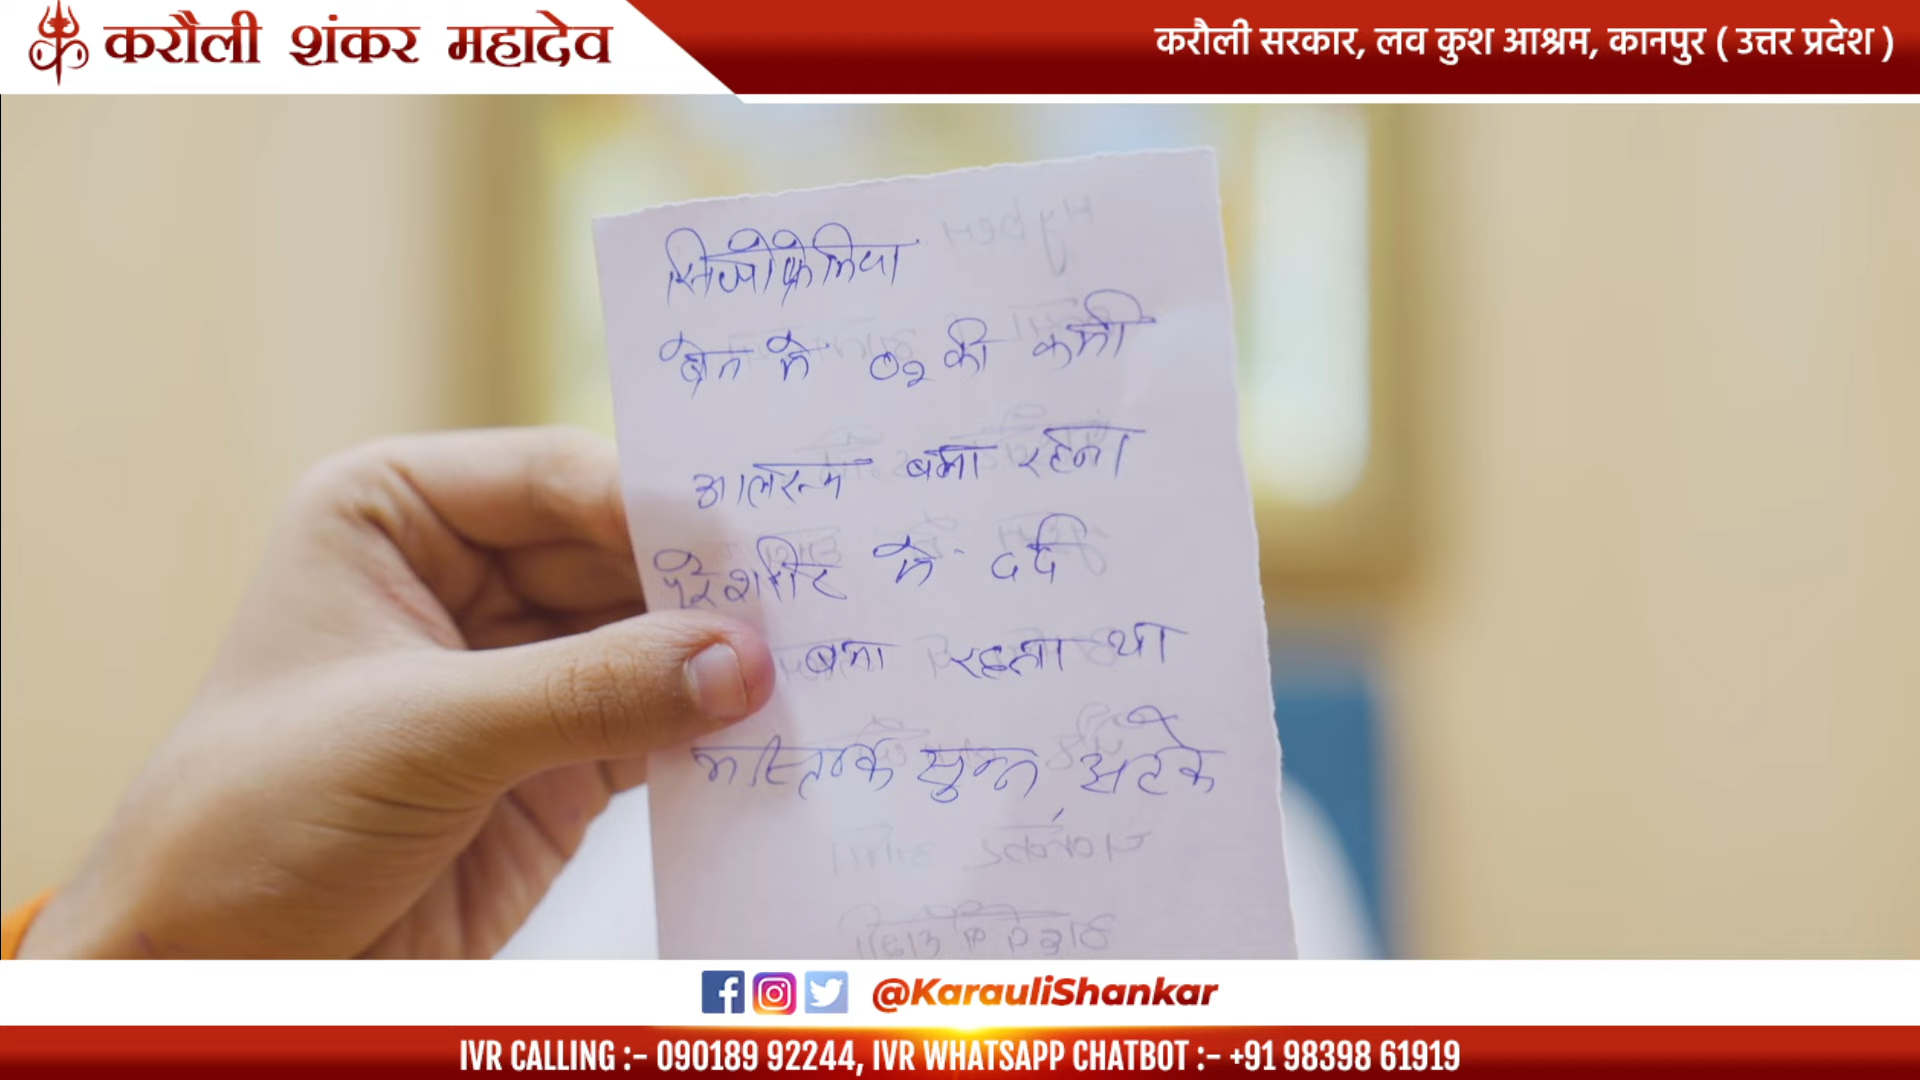 करौली शंकर महादेव
करौली सरकार, लव कुश आश्रम, कानपुर ( उत्तर प्रदेश )
सिजोफ्रेनिया
ब्रेन मे O2 की कमी
आलस्य बना रहना
पूरे शरीर में दर्द
बना रहता था
मस्तिष्क सुन्न, झटके
@KarauliShankar
IVR CALLING :- 090189 92244, IVR WHATSAPP CHATBOT :- +91 98398 61919